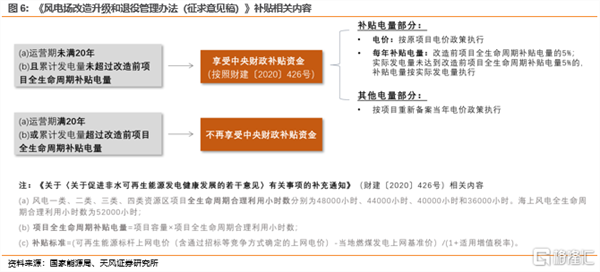 图 6：《风电场改造升级和退役管理办法（征求意见稿）》补贴相关内容
(a)运营期未满20年
(b)且累计发电量未超过改造前项
目全生命周期补贴电量
享受中央财政补贴资金
（按照财建〔2020〕426号）
补贴电量部分：
• 电价：按原项目电价政策执行
• 每年补贴电量：改造前项目全生命周期补贴电量的5%；
实际发电量未达到改造前项目全生命周期补贴电量5%的，
补贴电量按实际发电量执行
其他电量部分：
• 按项目重新备案当年电价政策执行
(a)运营期满20年
(b)或累计发电量超过改造前项目
全生命周期补贴电量
不再享受中央财政补贴资金
注：《关于〈关于促进非水可再生能源发电健康发展的若干意见〉有关事项的补充通知》（财建〔2020〕426号）相关内容
(a) 风电一类、二类、三类、四类资源区项目全生命周期合理利用小时数分别为48000小时、44000小时、40000小时和36000小时。海上风电全生命周
期合理利用小时数为52000小时；
(b) 项目全生命周期补贴电量=项目容量×项目全生命周期合理利用小时数；
(c) 补贴标准=(可再生能源标杆上网电价（含通过招标等竞争方式确定的上网电价）-当地燃煤发电上网基准价）/(1+适用增值税率)。
资料来源：国家能源局、天风证券研究所
格隆汇